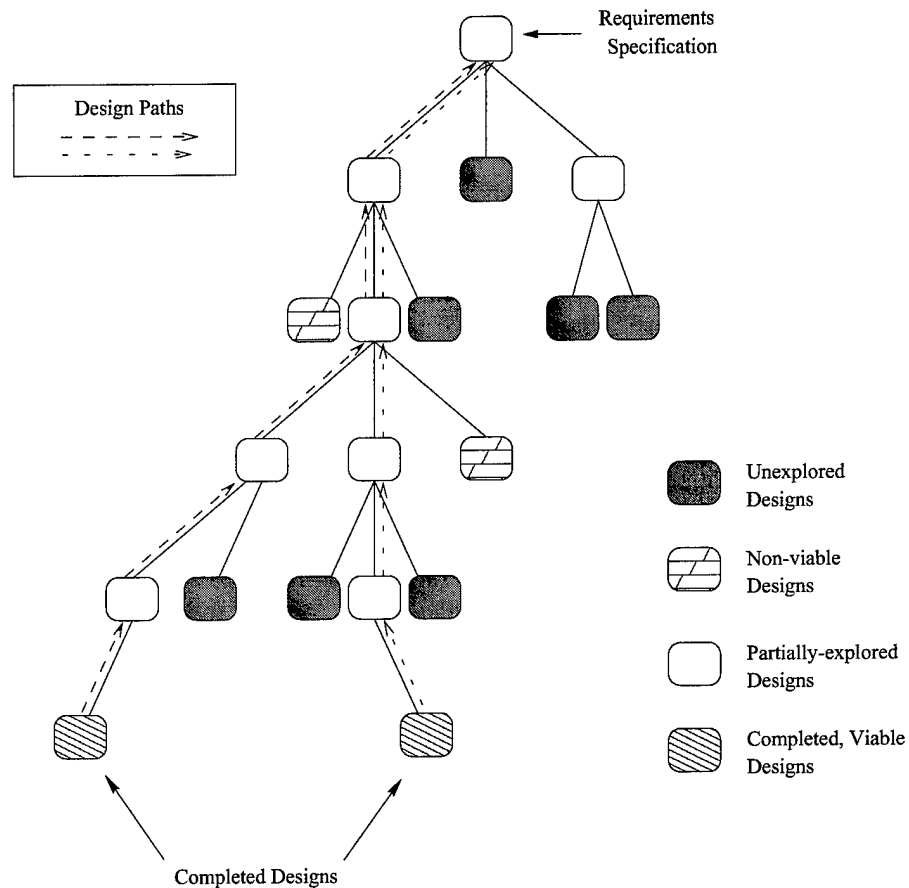 Requirements
Specification
Design Paths
Unexplored
Designs
Non-viable
Designs
Partially-explored
Designs
Completed, Viable
Designs
Completed Designs